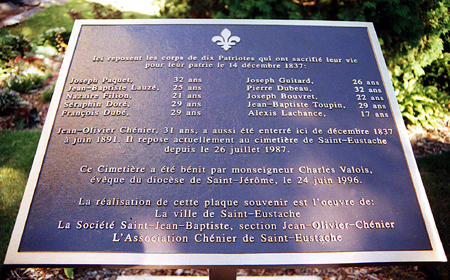 Ici reposent les corps de dix Patriotes qui ont sacrifié leur vie
pour leur patrie le 14 décembre 1837:
Joseph Paquet, 32 ans
Jean-Baptiste Lauzé, 25 ans
Nazaire Filion, 21 ans
Séraphin Doré, 29 ans
François Dubé, 29 ans
Joseph Guitard, 26 ans
Pierre Dubeau, 32 ans
Joseph Bouvret, 22 ans
Jean-Baptiste Toupin, 29 ans
Alexis Lachance, 17 ans
Jean-Olivier Chénier, 31 ans, a aussi été enterré ici de décembre 1837
à juin 1891. Il repose actuellement au cimetière de Saint-Eustache
depuis le 26 juillet 1987.
Ce Cimetière a été bénit par monseigneur Charles Valois,
évêque du diocèse de Saint-Jérôme, le 24 juin 1996.
La réalisation de cette plaque souvenir est l'oeuvre de:
La ville de Saint-Eustache
La Société Saint-Jean-Baptiste, section Jean-Olivier-Chénier
L'Association Chénier de Saint-Eustache